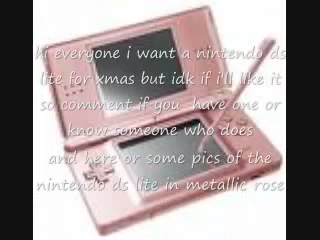 hi everyone i want a nintendo ds
lite for xmas but idk if i'll like it
so comment if you  have one or
know someone who does
and here or some pics of the
nintendo ds lite in metallic rose